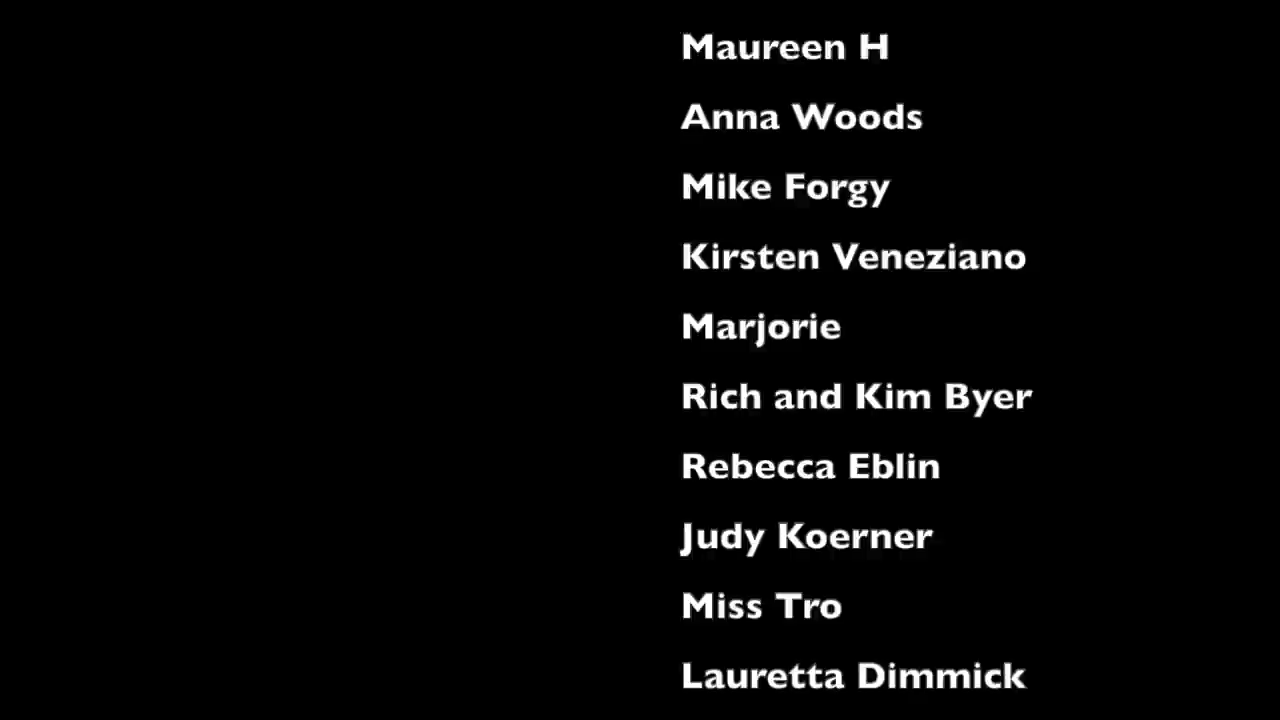 Maureen H
Anna Woods
Mike Forgy
Kirsten Veneziano
Marjorie
Rich and Kim Byer
Rebecca Eblin
Judy Koerner
Miss Tro
Lauretta Dimmick